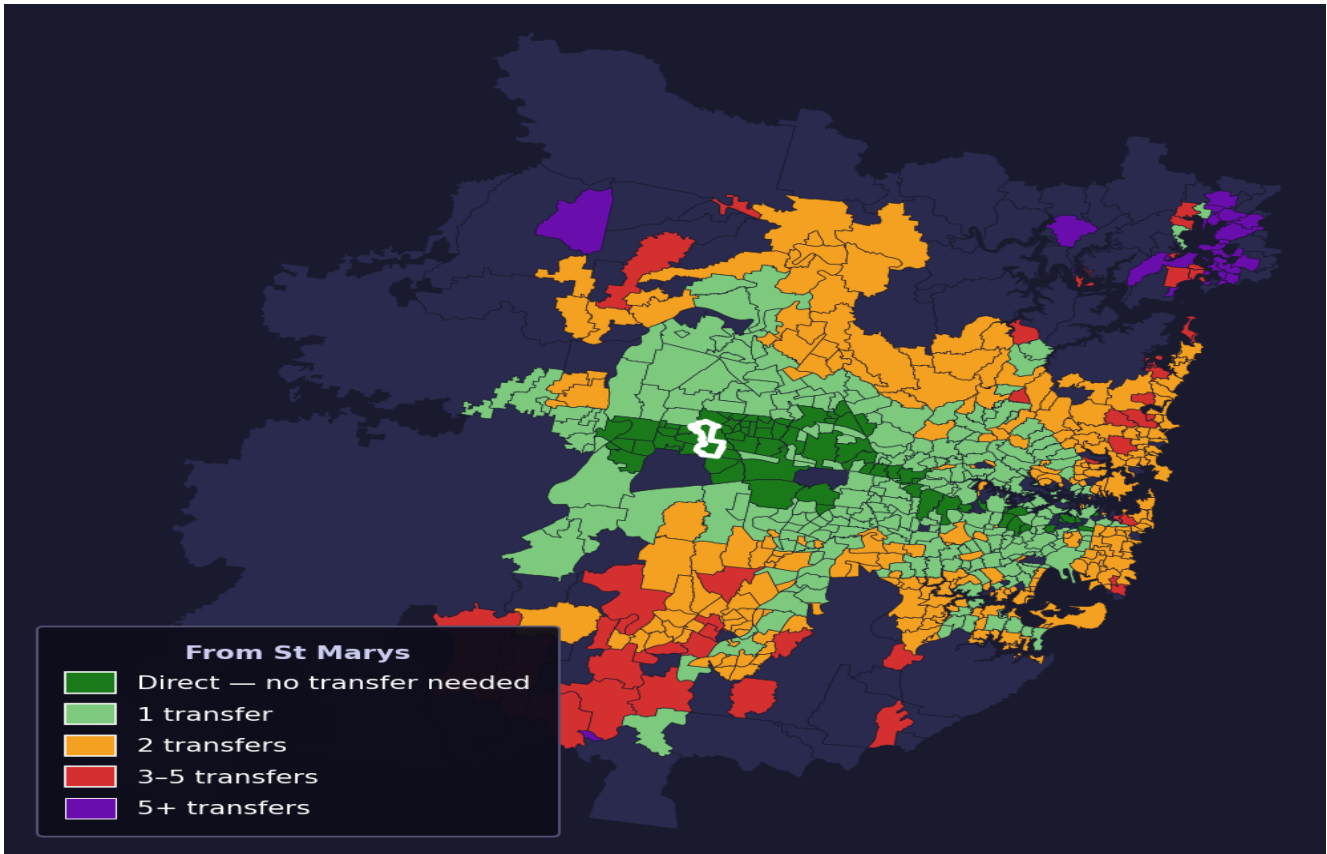 From St Marys
Direct — no transfer needed
1 transfer
2 transfers
3–5 transfers
5+ transfers